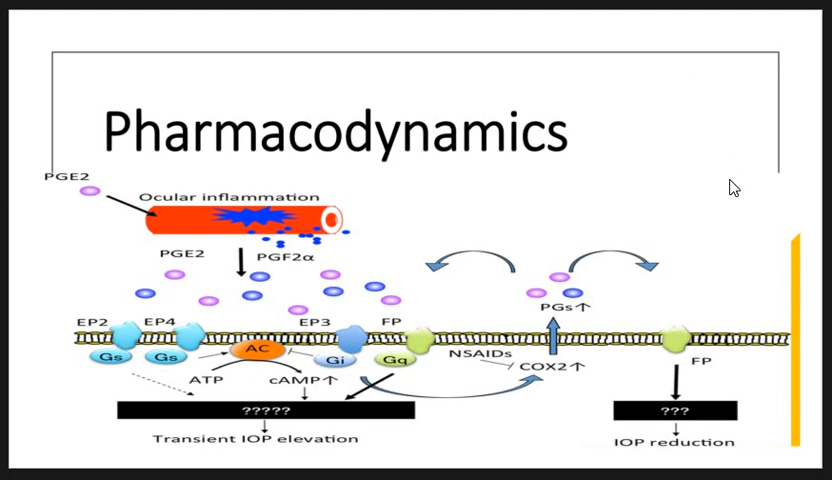 Pharmacodynamics
PGE2
Ocular inflammation
PGE2
PGF2α
EP2
EP4
EP3
FP
PGs↑
Gs
Gs
AC
Gi
Gq
NSAIDs
COX2↑
FP
ATP
cAMP↑
?????
???
Transient IOP elevation
IOP reduction